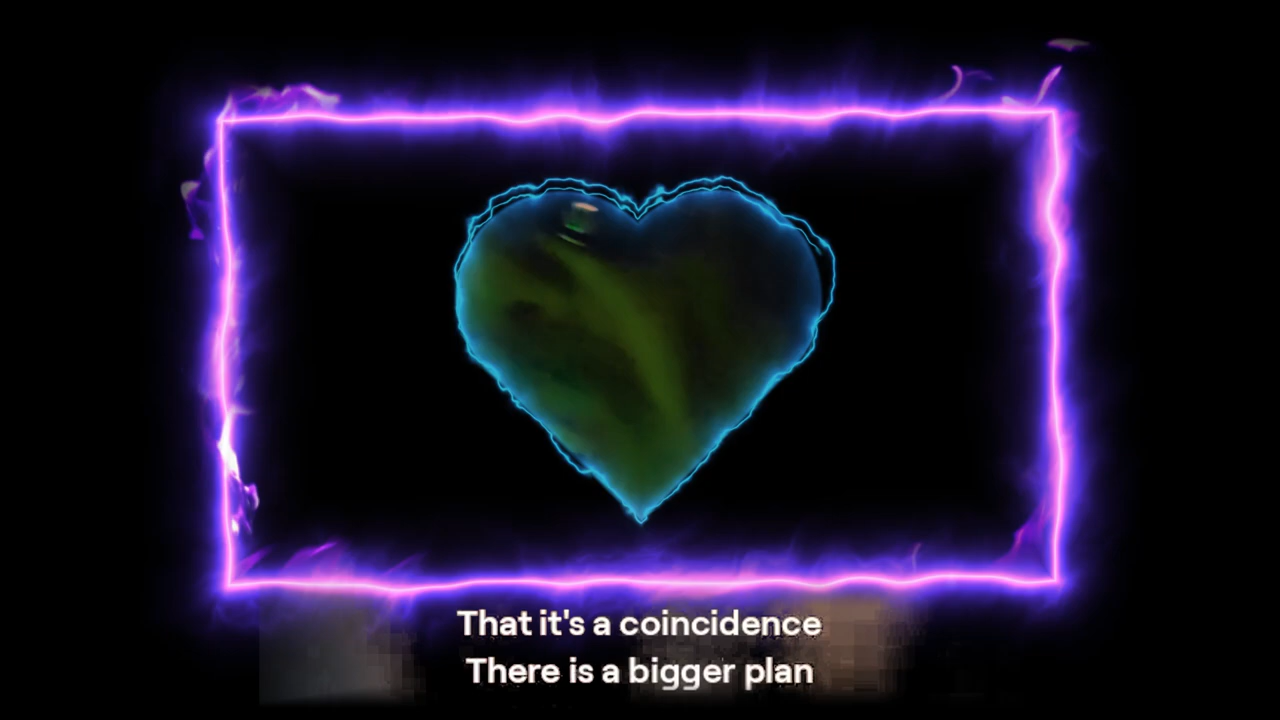 That it's a coincidence
There is a bigger plan